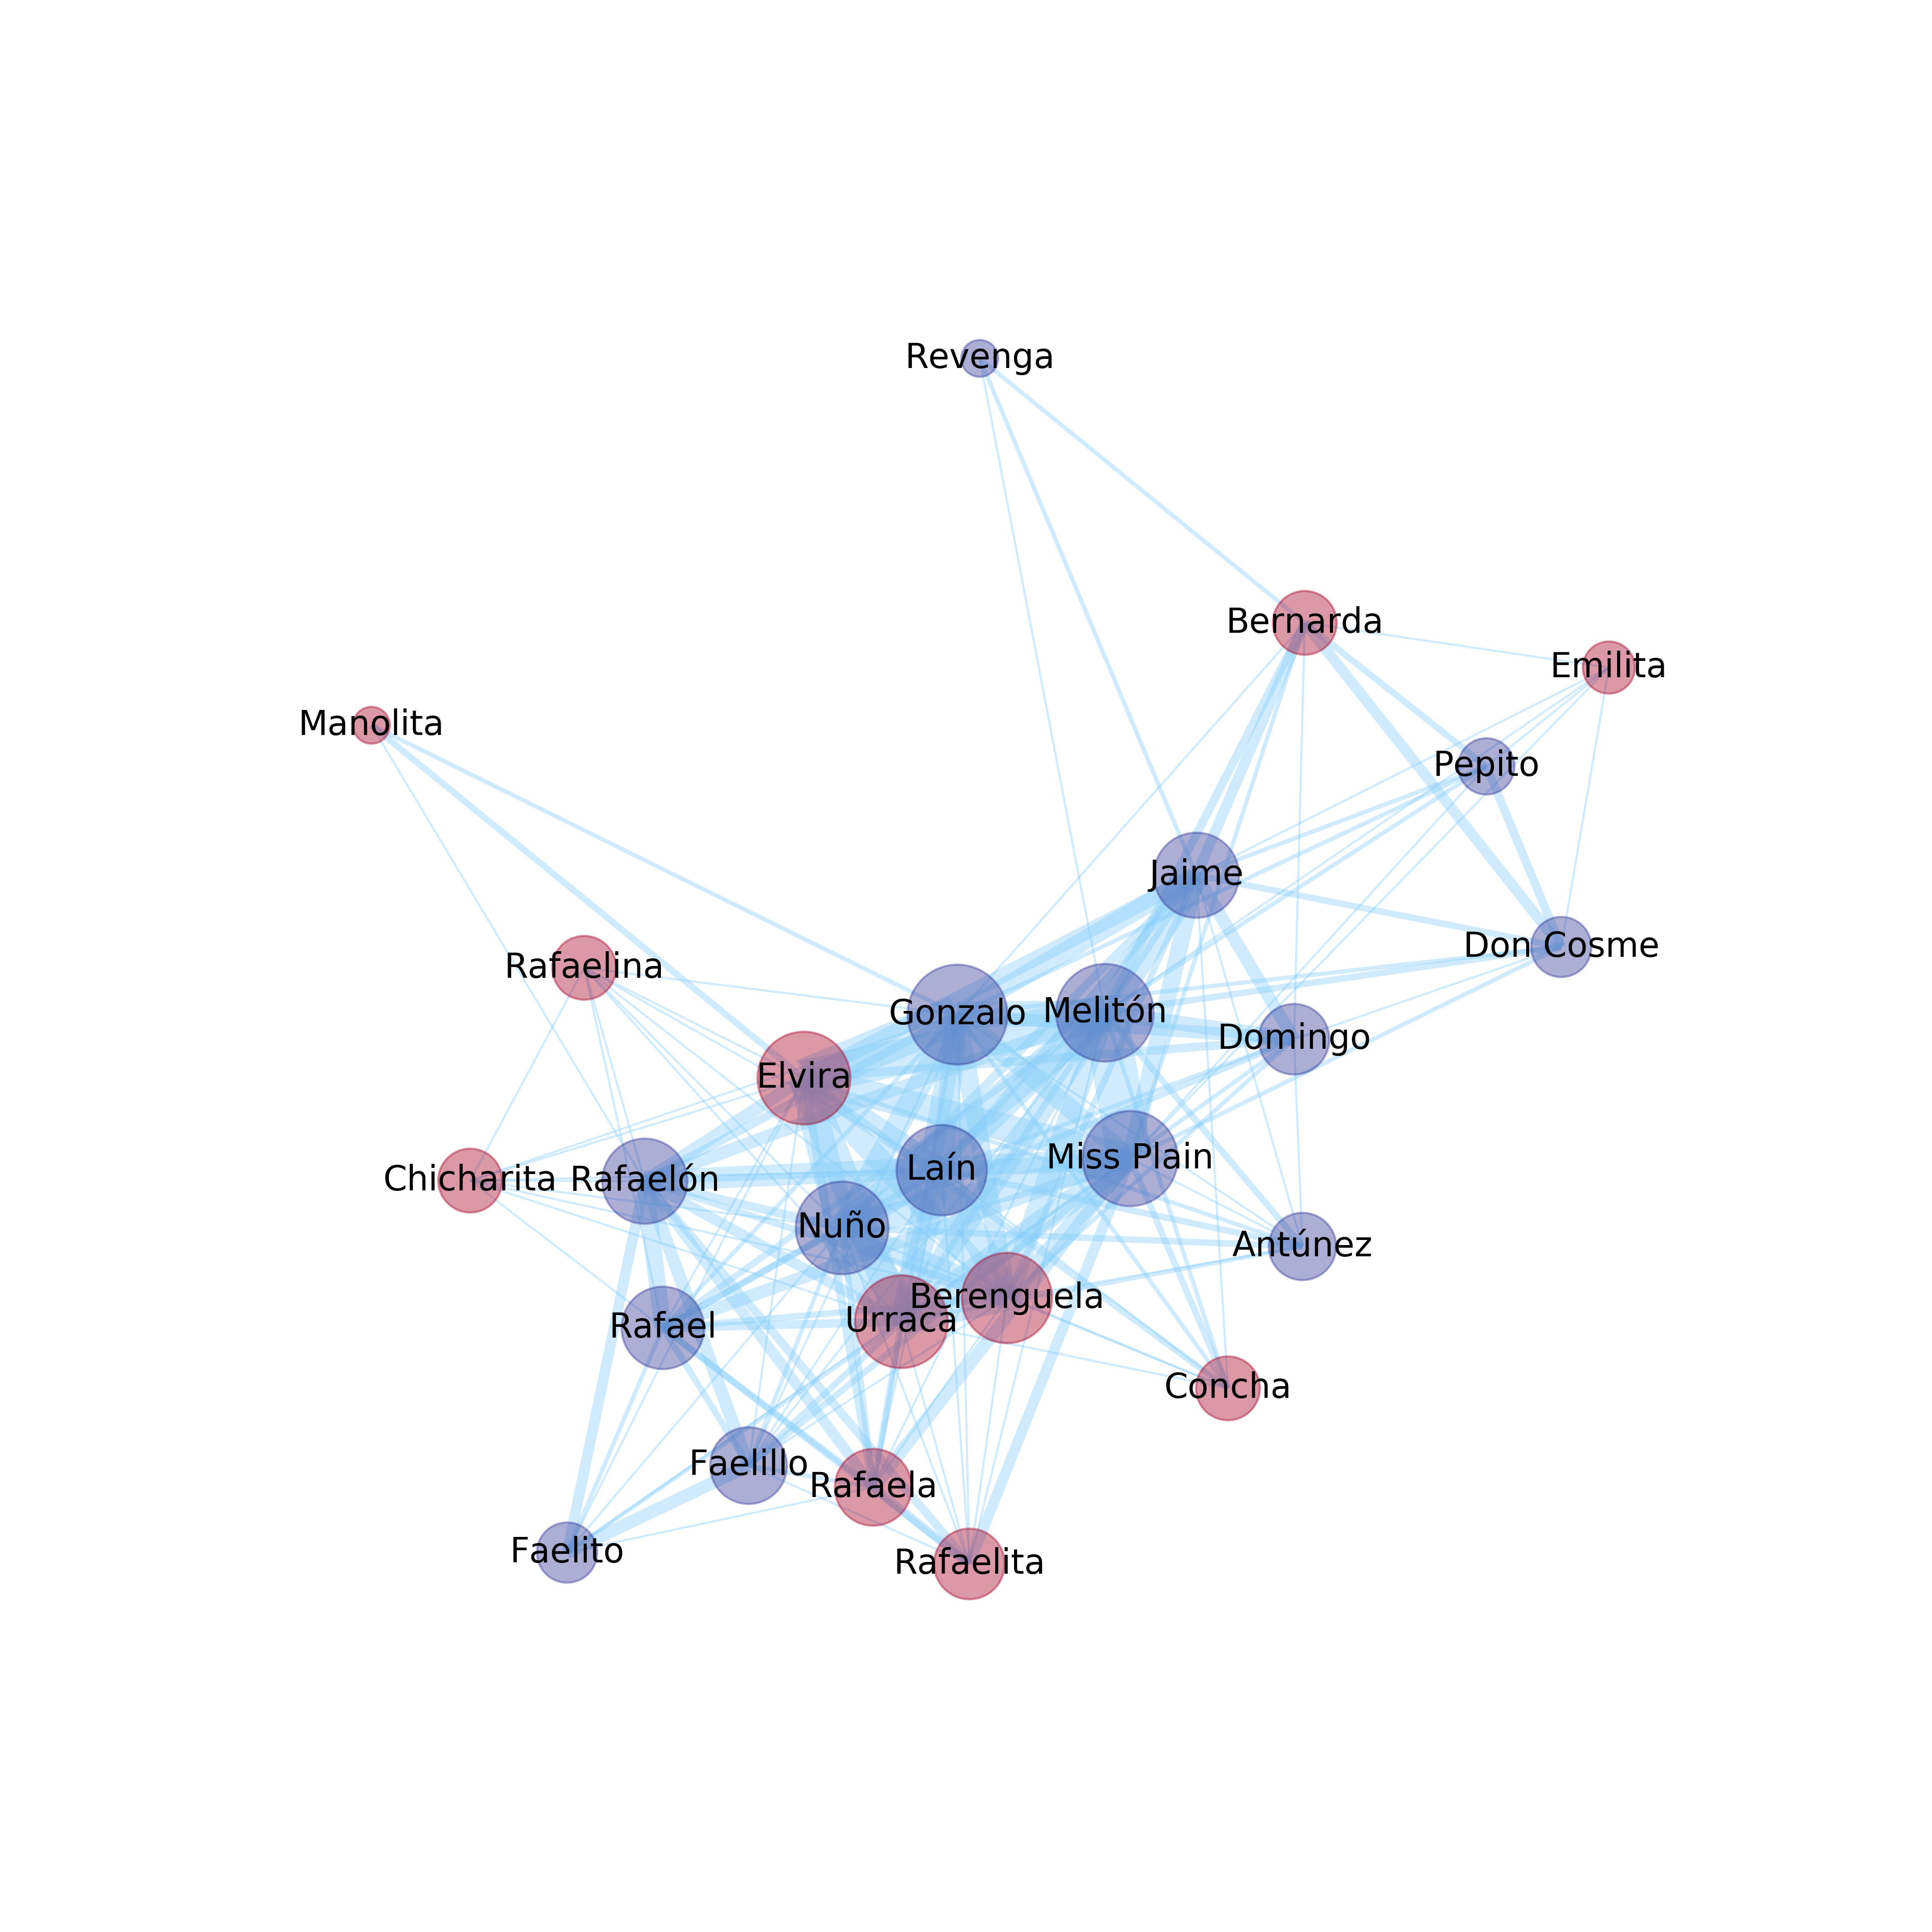 Revenga
Bernarda
Emilita
Manolita
Pepito
Jaime
Don Cosme
Rafaelina
Gonzalo
Melitón
Domingo
Elvira
Miss Plain
Laín
Chicharita
Rafaelón
Nuño
Antúnez
Berenguela
Urraca
Rafael
Concha
Faelillo
Rafaela
Faelito
Rafaelita